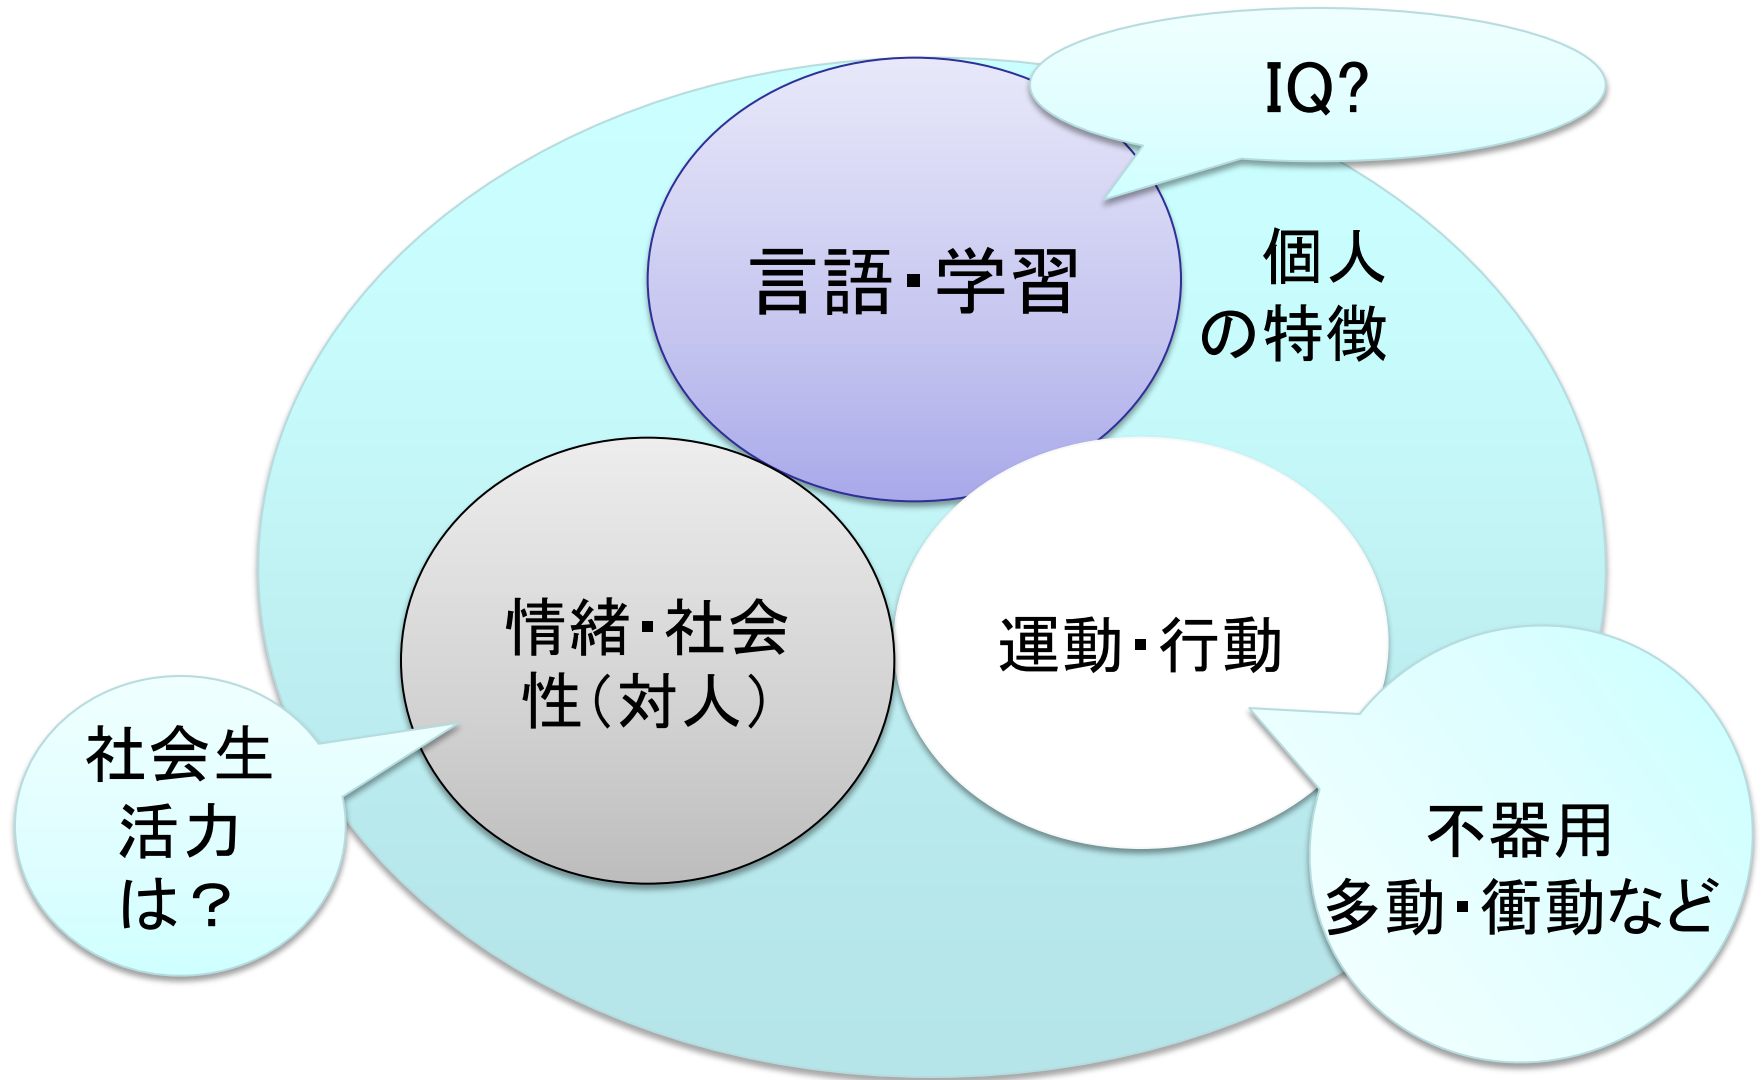 IQ?
言語・学習
個人
の特徴
情緒・社会
性（対人）
運動・行動
社会生
活力
は？
不器用
多動・衝動など